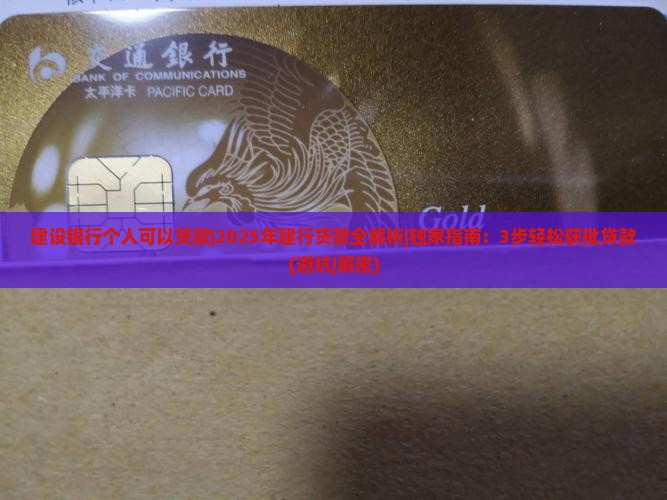 交通銀行
BANK OF COMMUNICATIONS
太平洋卡 PACIFIC CARD
Gold
建设银行个人可以贷款|2025年建行贷款全解析|独家指南：3步轻松获批贷款
(避坑|解密)